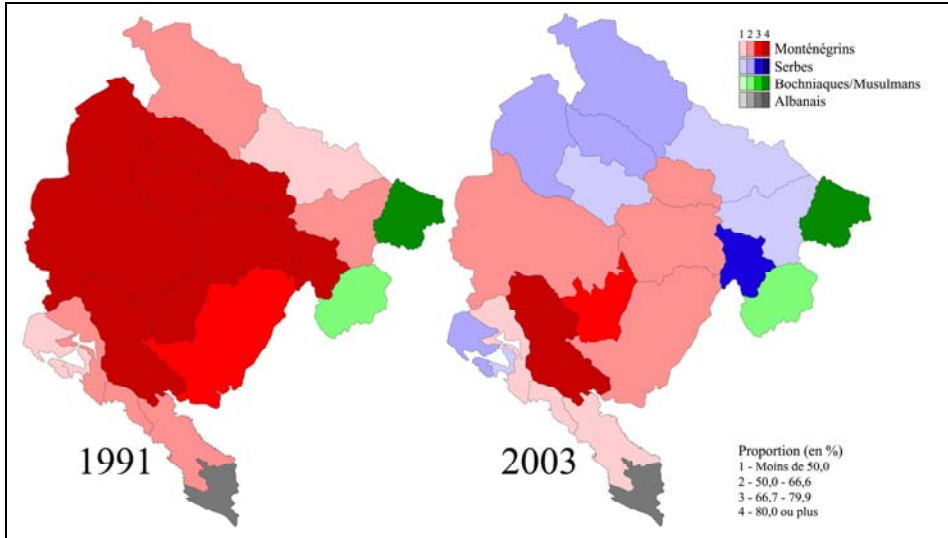 1 2 3 4
Monténégrins
Serbes
Bochniaques/Musulmans
Albanais
1991
2003
Proportion (en %)
1 - Moins de 50,0
2 - 50,0 - 66,6
3 - 66,7 - 79,9
4 - 80,0 ou plus